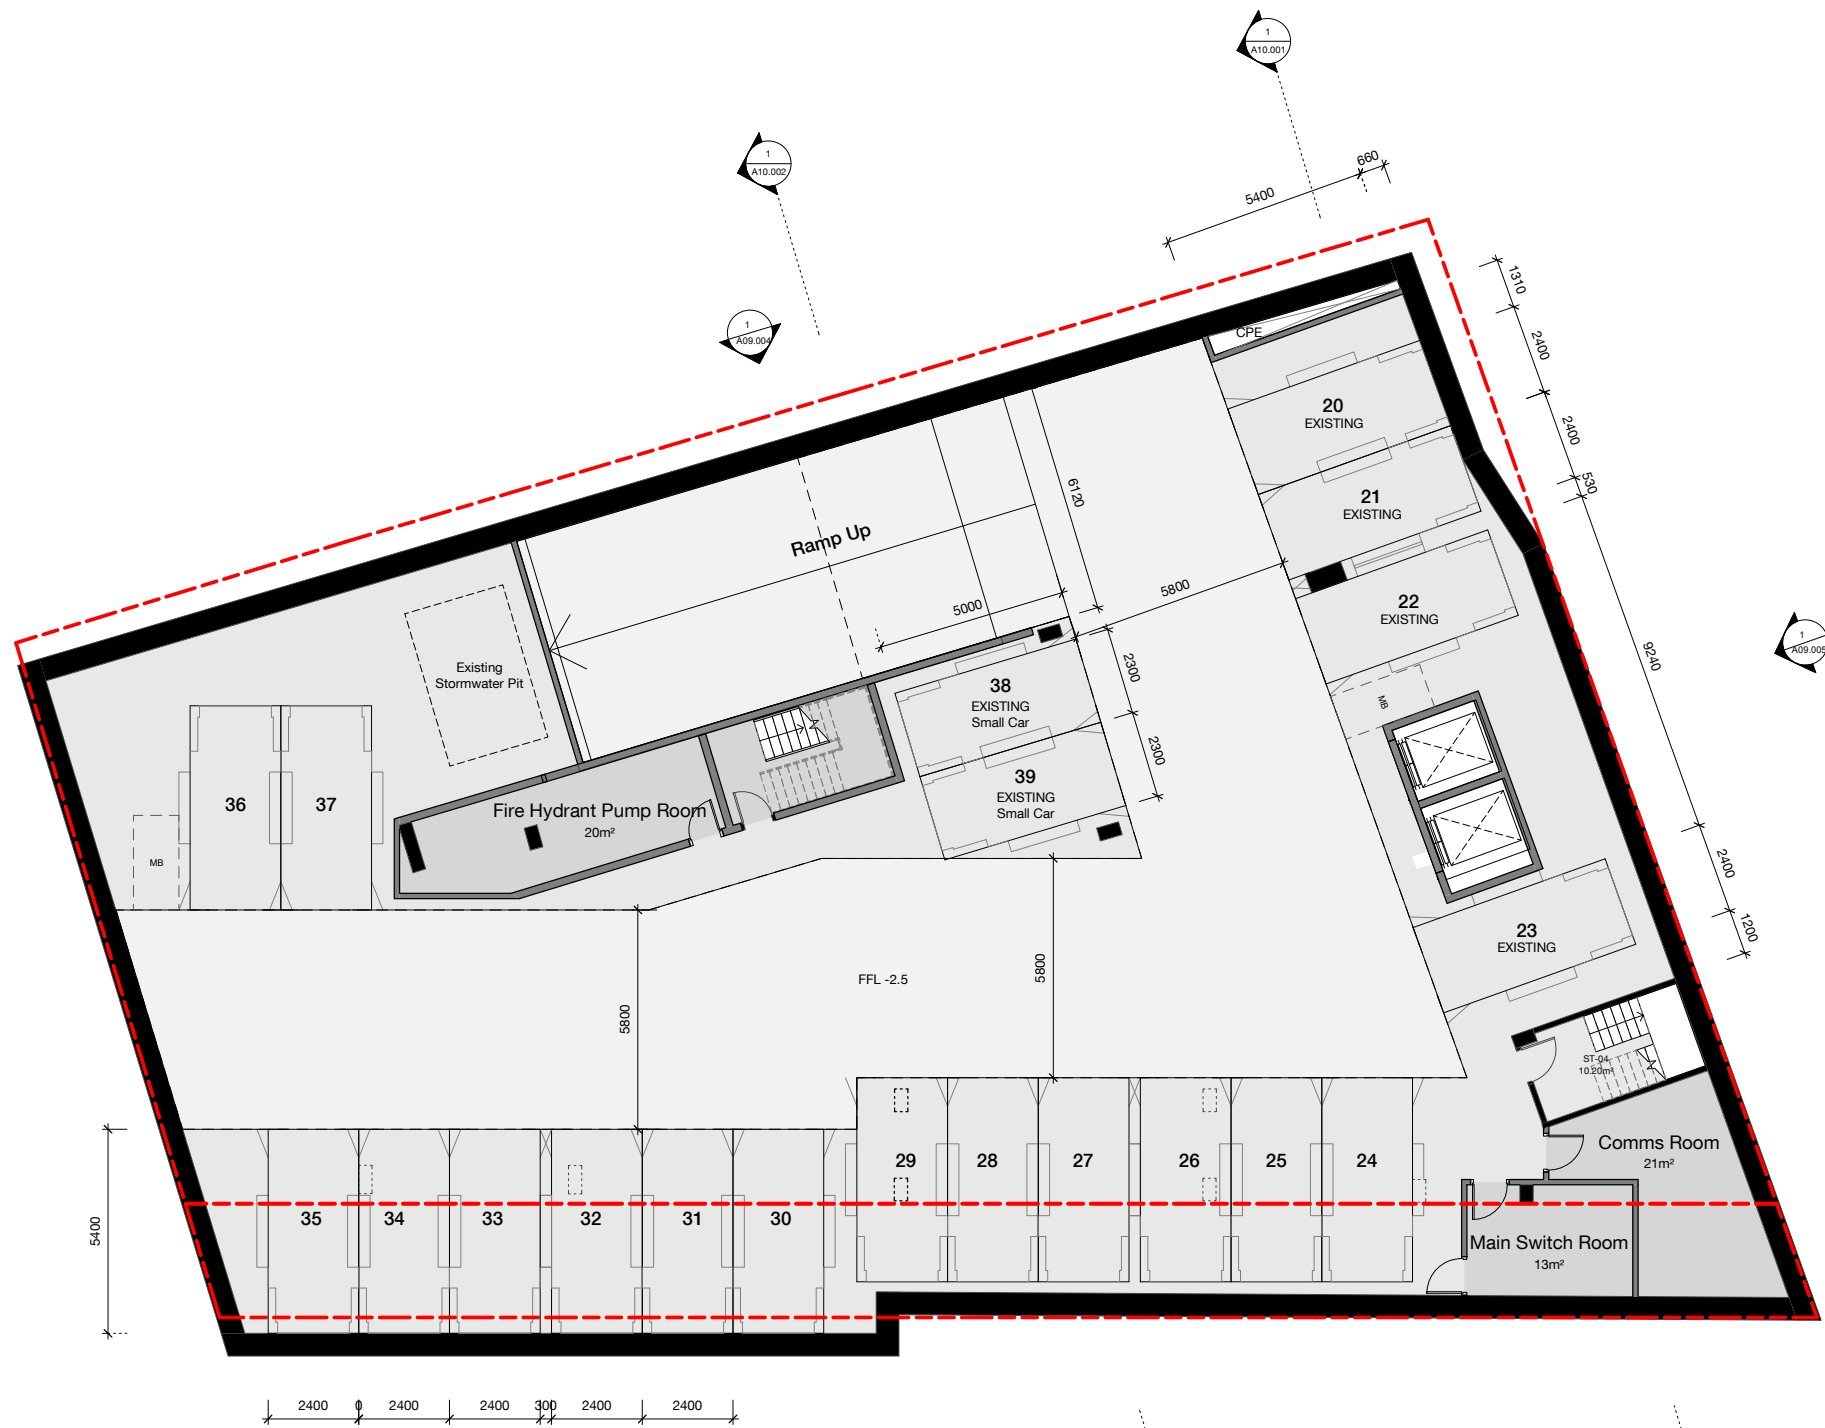 1
A10.001
1
A10.002
660
5400
1310
1
A09.004
CPE
2400
20
EXISTING
2400
530
6120
21
EXISTING
Ramp Up
5800
5000
22
EXISTING
9240
1
A09.005
Existing
Stormwater Pit
2300
38
EXISTING
Small Car
MB
2300
39
EXISTING
Small Car
36
37
Fire Hydrant Pump Room
20m²
MB
2400
1200
23
EXISTING
FFL -2.5
5800
5800
ST-04
10.20m²
Comms Room
21m²
29
28
27
26
25
24
35
34
33
32
31
30
5400
Main Switch Room
13m²
2400
0
2400
2400
300
2400
2400